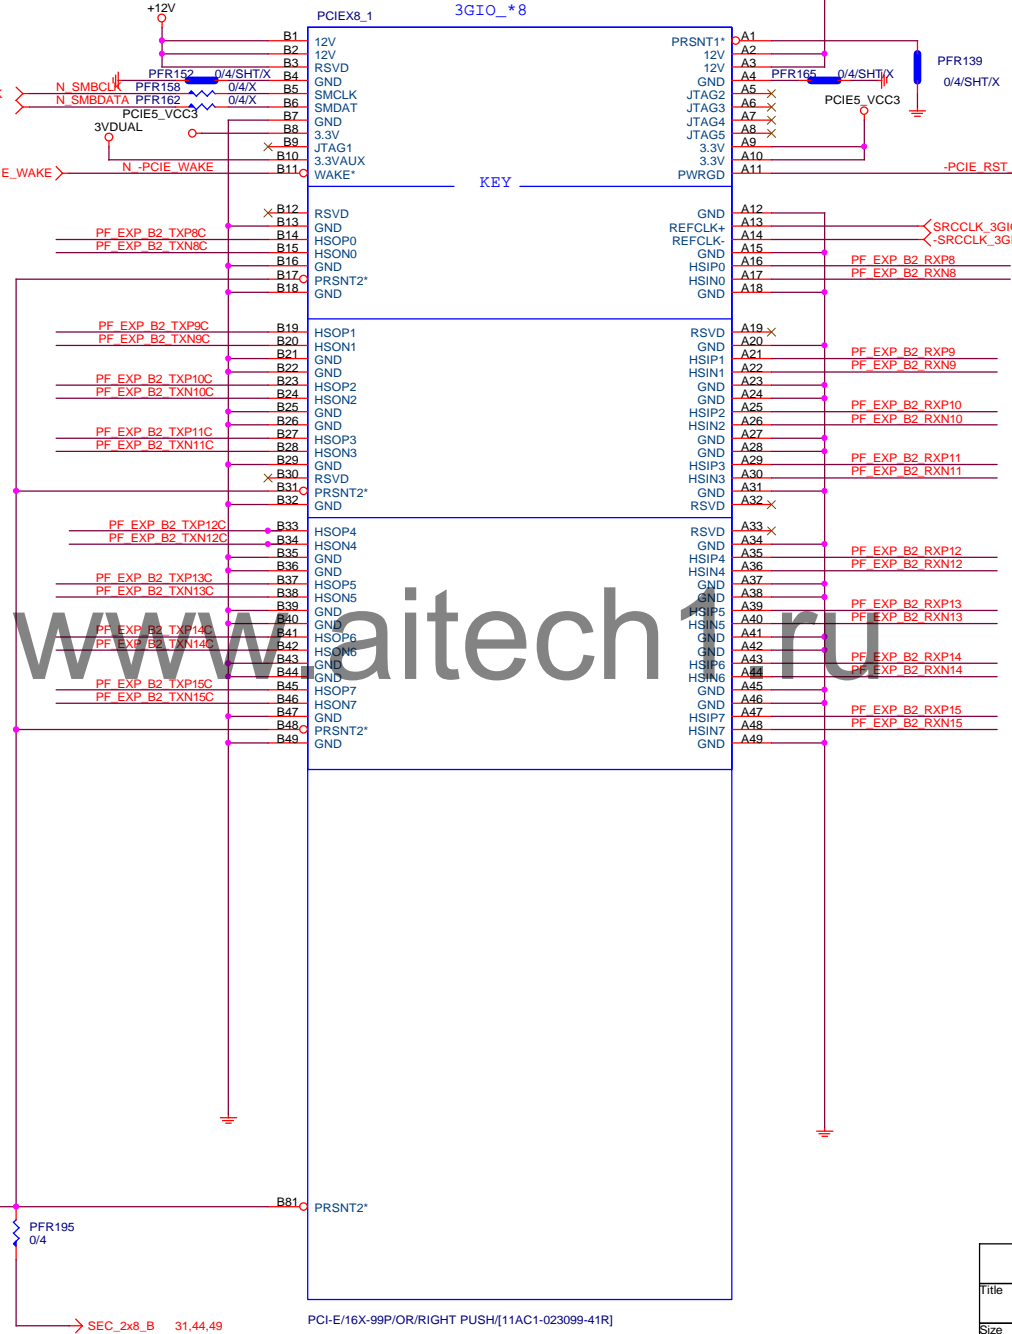 +12V
PCIEX8_1
3GIO_*8
B1 12V PRSNT1* A1
B2 12V 12V A2
B3 RSVD 12V A3
PFR152 0/4/SHT/X B4 GND GND A4 PFR165 0/4/SHT/X
PFR139
0/4/SHT/X
N_SMBCLK PFR158 0/4/X B5 SMCLK JTAG2 A5
N_SMBDATA PFR162 0/4/X B6 SMDAT JTAG3 A6
PCIE5_VCC3 B7 GND JTAG4 A7 PCIE5_VCC3
3VDUAL B8 3.3V JTAG5 A8
B9 JTAG1 3.3V A9
B10 3.3VAUX 3.3V A10
E_WAKE N_-PCIE_WAKE B11 WAKE* PWRGD A11 -PCIE_RST_
KEY
B12 RSVD GND A12
B13 GND REFCLK+ A13 SRCCLK_3GI
PF_EXP_B2_TXP8C B14 HSOP0 REFCLK- A14 -SRCCLK_3G
PF_EXP_B2_TXN8C B15 HSON0 GND A15
B16 GND HSIP0 A16 PF_EXP_B2_RXP8
B17 PRSNT2* HSIN0 A17 PF_EXP_B2_RXN8
B18 GND GND A18
PF_EXP_B2_TXP9C B19 HSOP1 RSVD A19
PF_EXP_B2_TXN9C B20 HSON1 GND A20
B21 GND HSIP1 A21 PF_EXP_B2_RXP9
B22 GND HSIN1 A22 PF_EXP_B2_RXN9
PF_EXP_B2_TXP10C B23 HSOP2 GND A23
PF_EXP_B2_TXN10C B24 HSON2 GND A24
B25 GND HSIP2 A25 PF_EXP_B2_RXP10
B26 GND HSIN2 A26 PF_EXP_B2_RXN10
PF_EXP_B2_TXP11C B27 HSOP3 GND A27
PF_EXP_B2_TXN11C B28 HSON3 GND A28
B29 GND HSIP3 A29 PF_EXP_B2_RXP11
B30 RSVD HSIN3 A30 PF_EXP_B2_RXN11
B31 PRSNT2* GND A31
B32 GND RSVD A32
PF_EXP_B2_TXP12C B33 HSOP4 RSVD A33
PF_EXP_B2_TXN12C B34 HSON4 GND A34
B35 GND HSIP4 A35 PF_EXP_B2_RXP12
B36 GND HSIN4 A36 PF_EXP_B2_RXN12
PF_EXP_B2_TXP13C B37 HSOP5 GND A37
PF_EXP_B2_TXN13C B38 HSON5 GND A38
B39 GND HSIP5 A39 PF_EXP_B2_RXP13
B40 GND HSIN5 A40 PF_EXP_B2_RXN13
PF_EXP_B2_TXP14C B41 HSOP6 GND A41
PF_EXP_B2_TXN14C B42 HSON6 GND A42
B43 GND HSIP6 A43 PF_EXP_B2_RXP14
B44 GND HSIN6 A44 PF_EXP_B2_RXN14
www.aitech1.ru
PF_EXP_B2_TXP15C B45 HSOP7 GND A45
PF_EXP_B2_TXN15C B46 HSON7 GND A46
B47 GND HSIP7 A47 PF_EXP_B2_RXP15
B48 PRSNT2* HSIN7 A48 PF_EXP_B2_RXN15
B49 GND GND A49
B81 PRSNT2*
PFR195
0/4
SEC_2x8_B 31,44,49
PCI-E/16X-99P/OR/RIGHT PUSH/[11AC1-023099-41R]
Title
Size